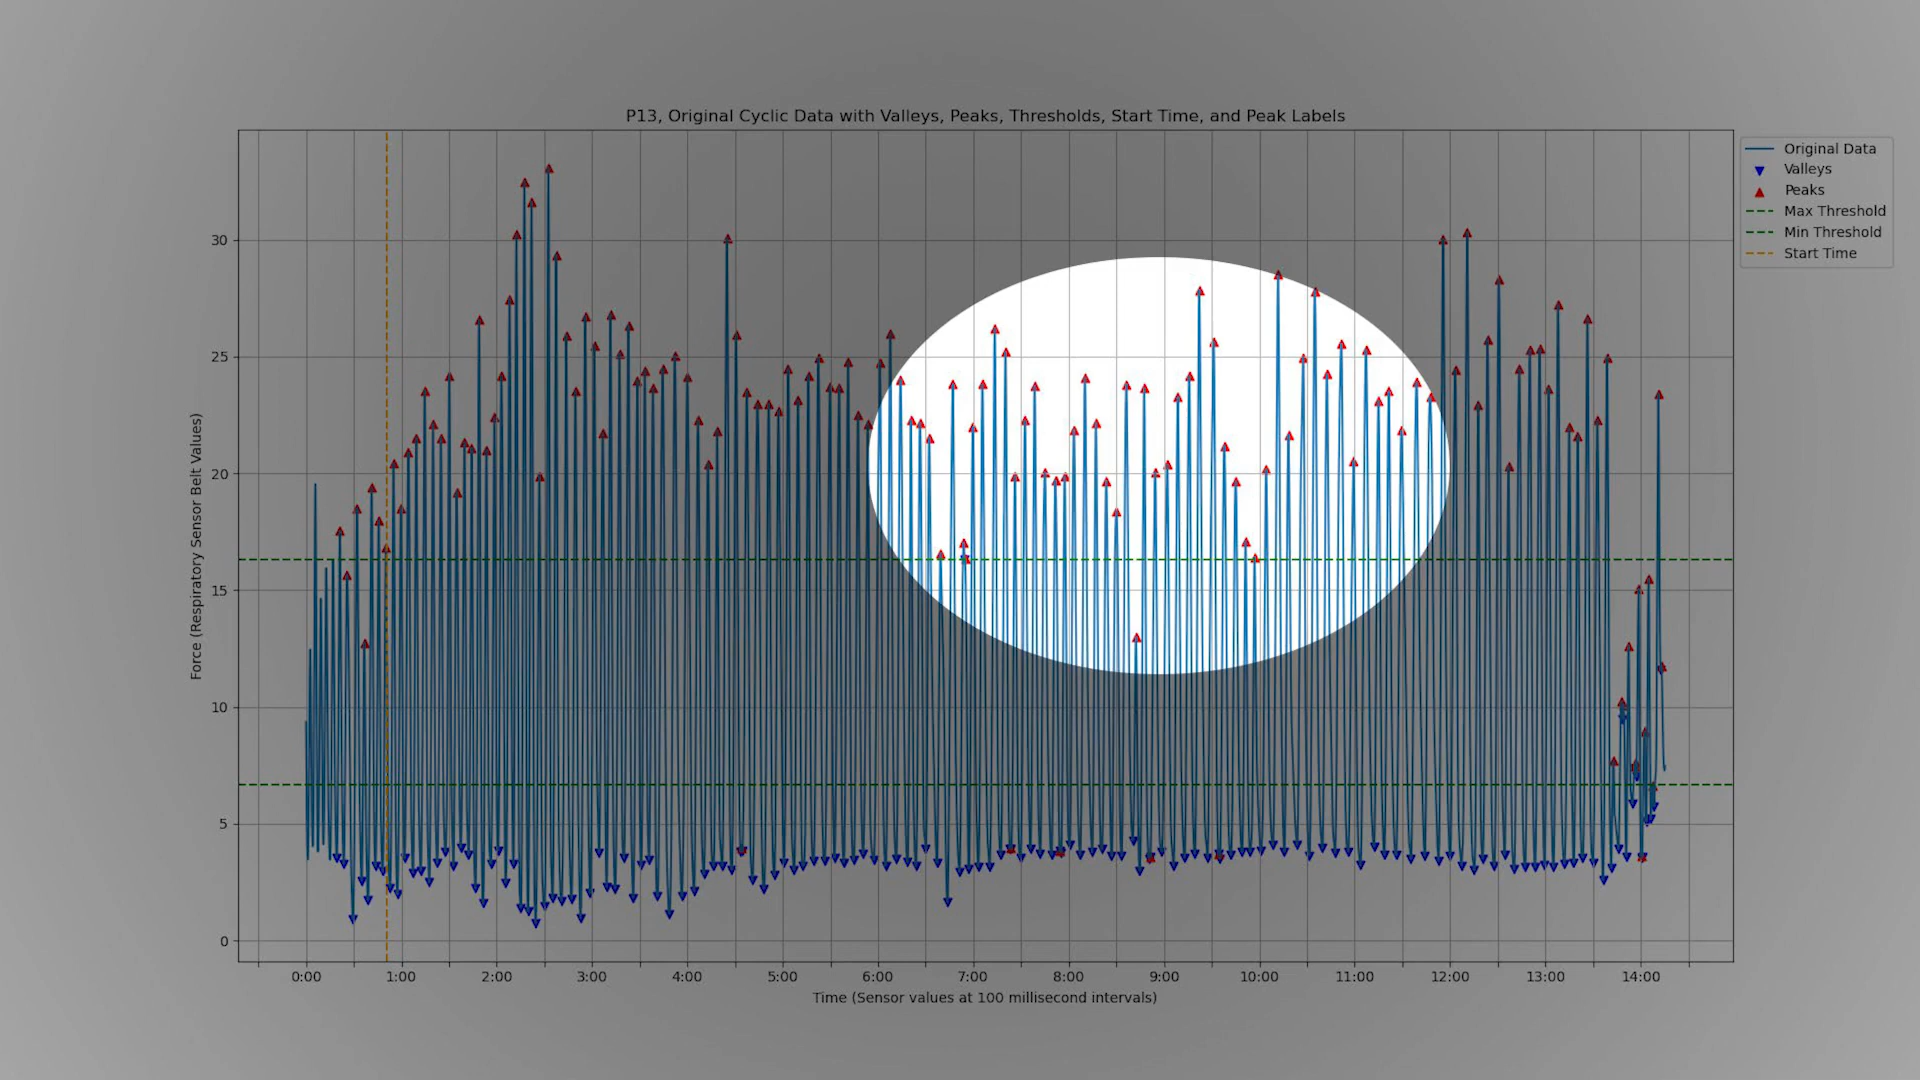 P13, Original Cyclic Data with Valleys, Peaks, Thresholds, Start Time, and Peak Labels
Original Data
Valleys
Peaks
Max Threshold
Min Threshold
Start Time
Force (Respiratory Sensor Belt Values)
30
25
20
15
10
5
0
0:00 1:00 2:00 3:00 4:00 5:00 6:00 7:00 8:00 9:00 10:00 11:00 12:00 13:00 14:00
Time (Sensor values at 100 millisecond intervals)